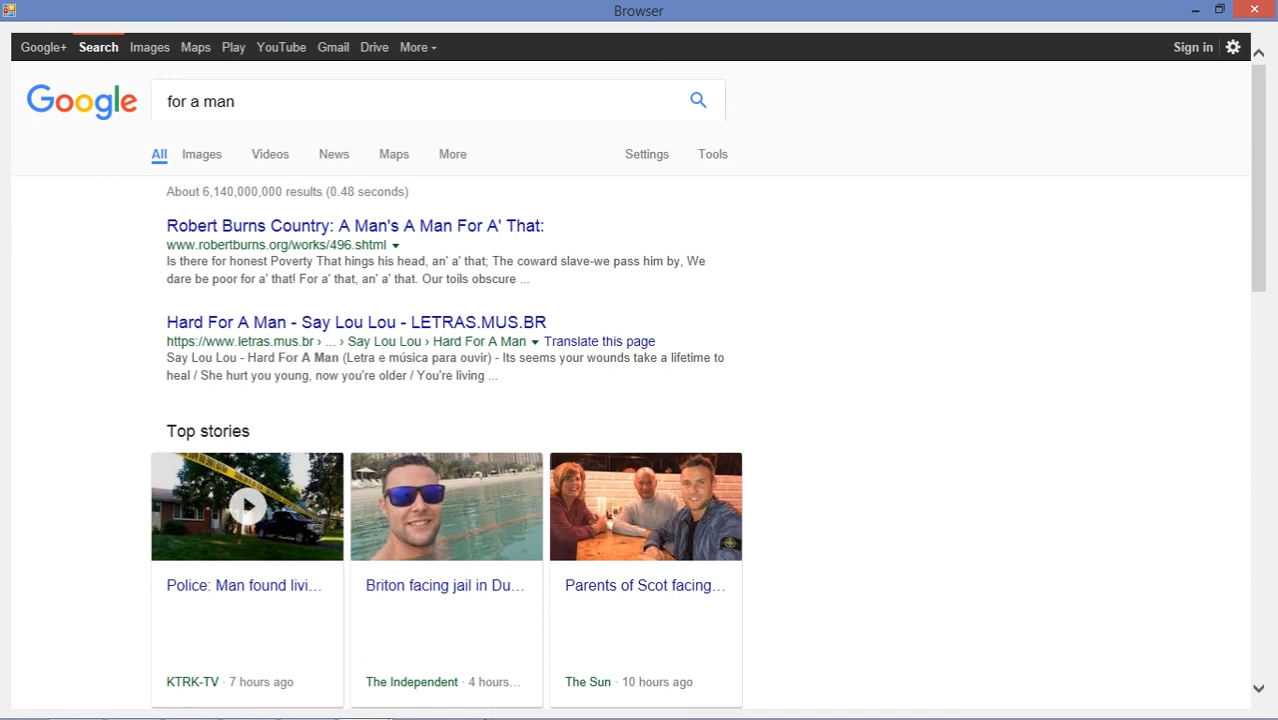 Browser
Google+ Search Images Maps Play YouTube Gmail Drive More Sign in
Google for a man
All Images Videos News Maps More Settings Tools
About 6,140,000,000 results (0.48 seconds)
Robert Burns Country: A Man's A Man For A' That:
www.robertburns.org/works/496.shtml
Is there for honest Poverty That hings his head, an' a' that; The coward slave-we pass him by, We
dare be poor for a' that! For a' that, an' a' that. Our toils obscure ...
Hard For A Man - Say Lou Lou - LETRAS.MUS.BR
https://www.letras.mus.br › ... › Say Lou Lou › Hard For A Man Translate this page
Say Lou Lou - Hard For A Man (Letra e música para ouvir) - Its seems your wounds take a lifetime to
heal / She hurt you young, now you're older / You're living ...
Top stories
Police: Man found livi...
KTRK-TV · 7 hours ago
Briton facing jail in Du...
The Independent · 4 hours...
Parents of Scot facing...
The Sun · 10 hours ago